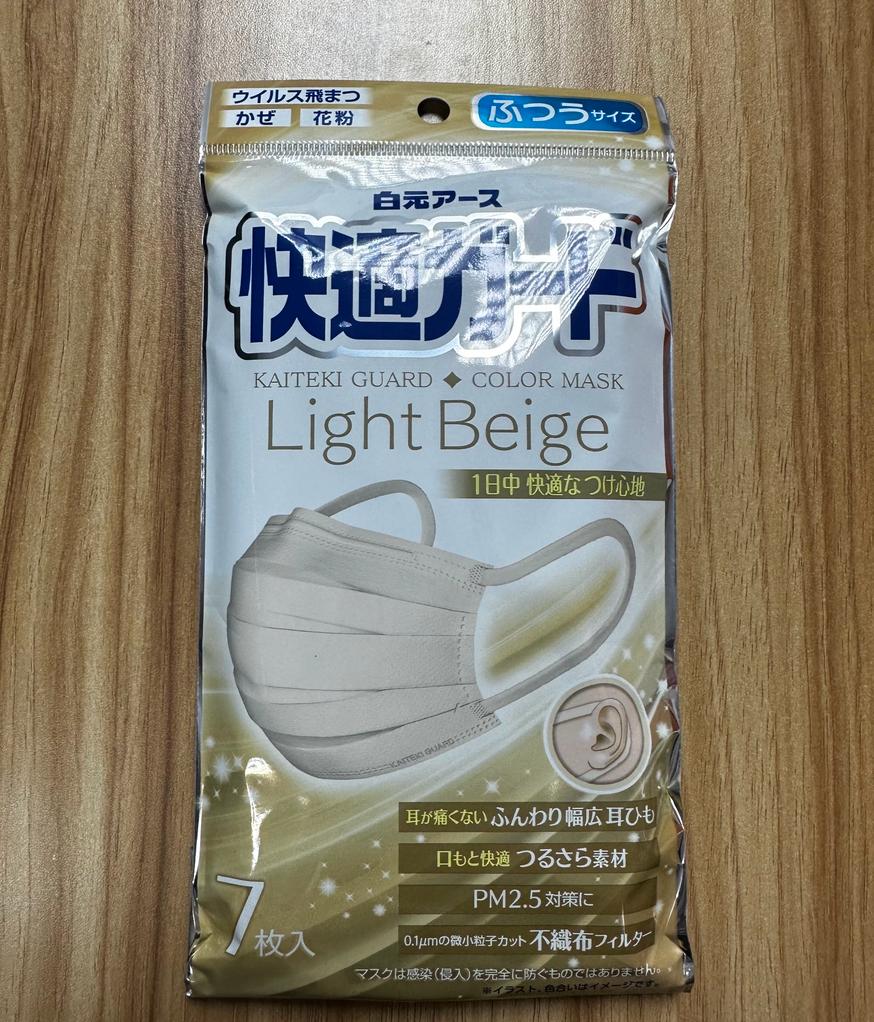 ウイルス飛まつ
かぜ 花粉
ふつうサイズ
白元アース
快適ガード
KAITEKI GUARD ◆ COLOR MASK
Light Beige
1日中 快適な つけ心地
KAITEKI GUARD
耳が痛くない ふんわり幅広 耳ひも
口もと快適 つるさら素材
PM2.5対策に
0.1μmの微小粒子カット 不織布フィルター
7枚入
マスクは感染(侵入)を完全に防ぐものではありません。
※イラスト、色合いはイメージです。